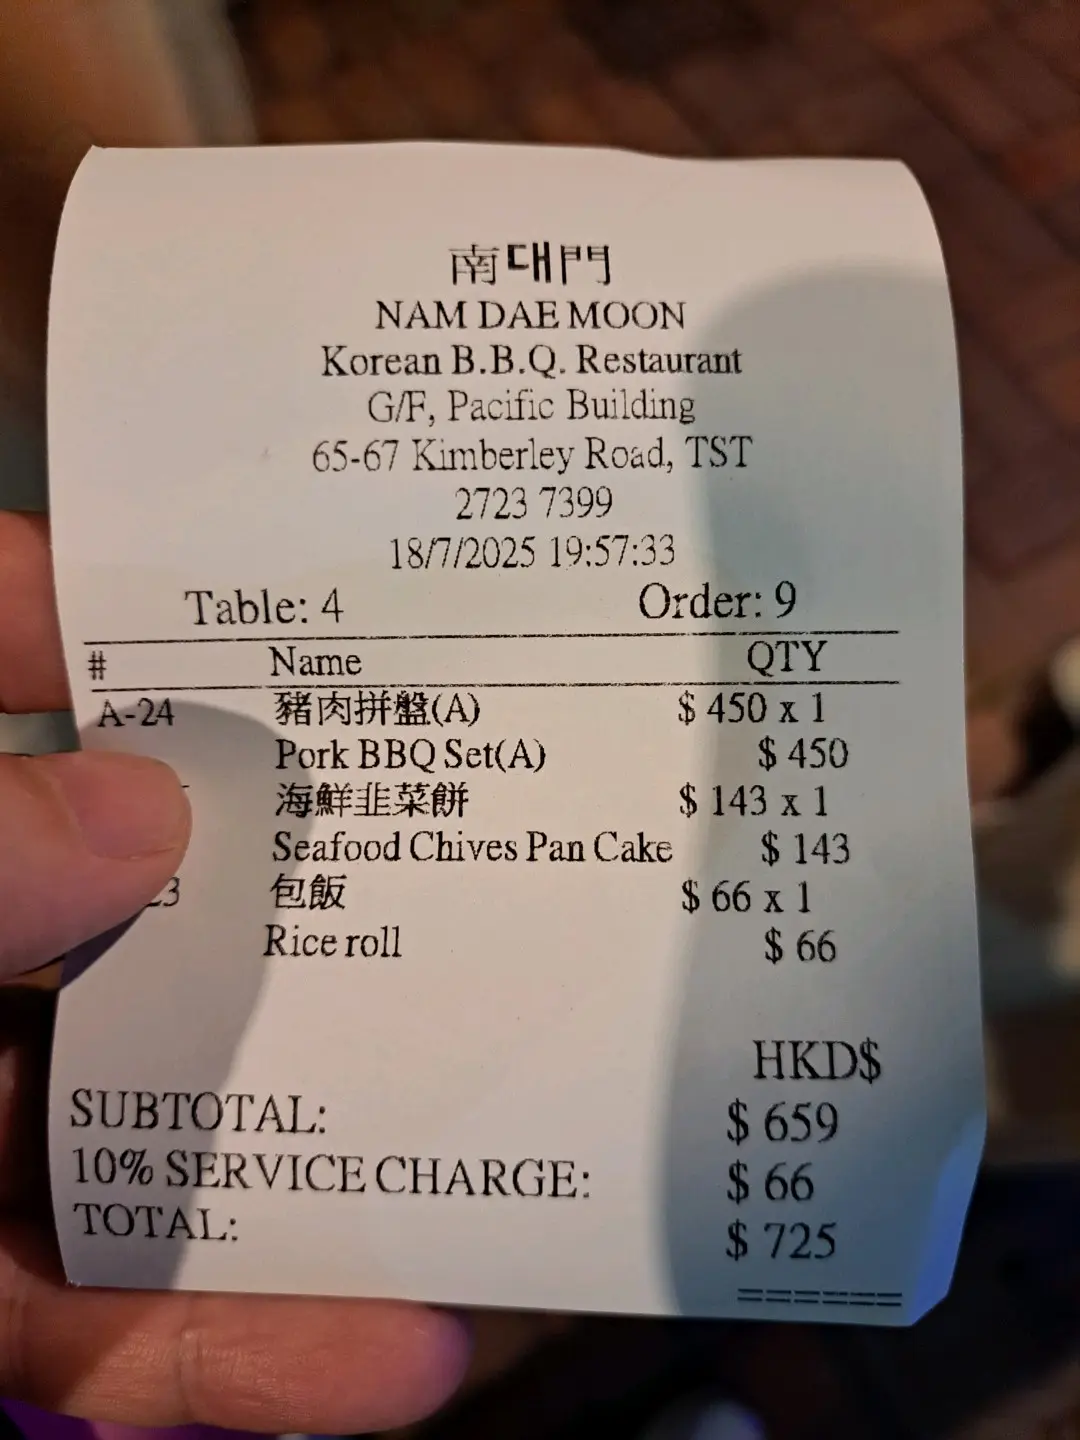 南대門
NAM DAE MOON
Korean B.B.Q. Restaurant
G/F, Pacific Building
65-67 Kimberley Road, TST
2723 7399
18/7/2025 19:57:33
Table: 4 Order: 9
# Name QTY
A-24 豬肉拼盤(A) $ 450 x 1
Pork BBQ Set(A) $ 450
海鮮韭菜餅 $ 143 x 1
Seafood Chives Pan Cake $ 143
包飯 $ 66 x 1
Rice roll $ 66
HKD$
SUBTOTAL: $ 659
10% SERVICE CHARGE: $ 66
TOTAL: $ 725
======